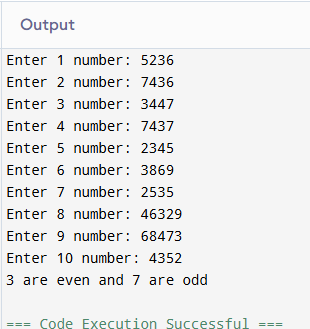 Output
Enter 1 number: 5236
Enter 2 number: 7436
Enter 3 number: 3447
Enter 4 number: 7437
Enter 5 number: 2345
Enter 6 number: 3869
Enter 7 number: 2535
Enter 8 number: 46329
Enter 9 number: 68473
Enter 10 number: 4352
3 are even and 7 are odd
=== Code Execution Successful ===